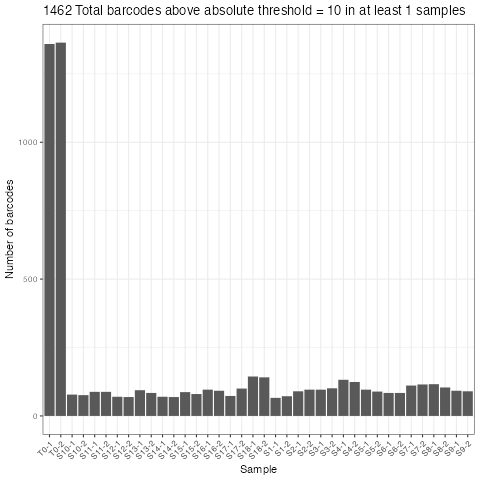 1462 Total barcodes above absolute threshold = 10 in at least 1 samples
Number of barcodes
1000
500
0
T0-1
T0-2
S10-1
S10-2
S11-1
S11-2
S12-1
S12-2
S13-1
S13-2
S14-1
S14-2
S15-1
S15-2
S16-1
S16-2
S17-1
S17-2
S18-1
S18-2
S1-1
S1-2
S2-1
S2-2
S3-1
S3-2
S4-1
S4-2
S5-1
S5-2
S6-1
S6-2
S7-1
S7-2
S8-1
S8-2
S9-1
S9-2
Sample